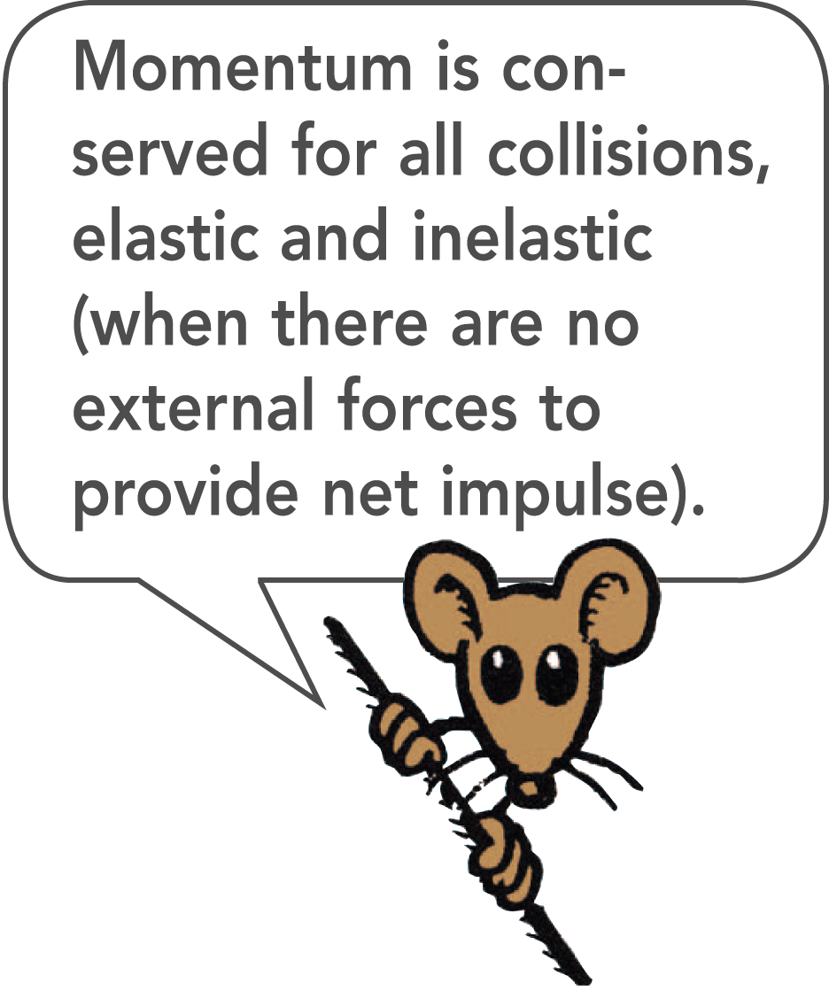 Momentum is con-
served for all collisions,
elastic and inelastic
(when there are no
external forces to
provide net impulse).